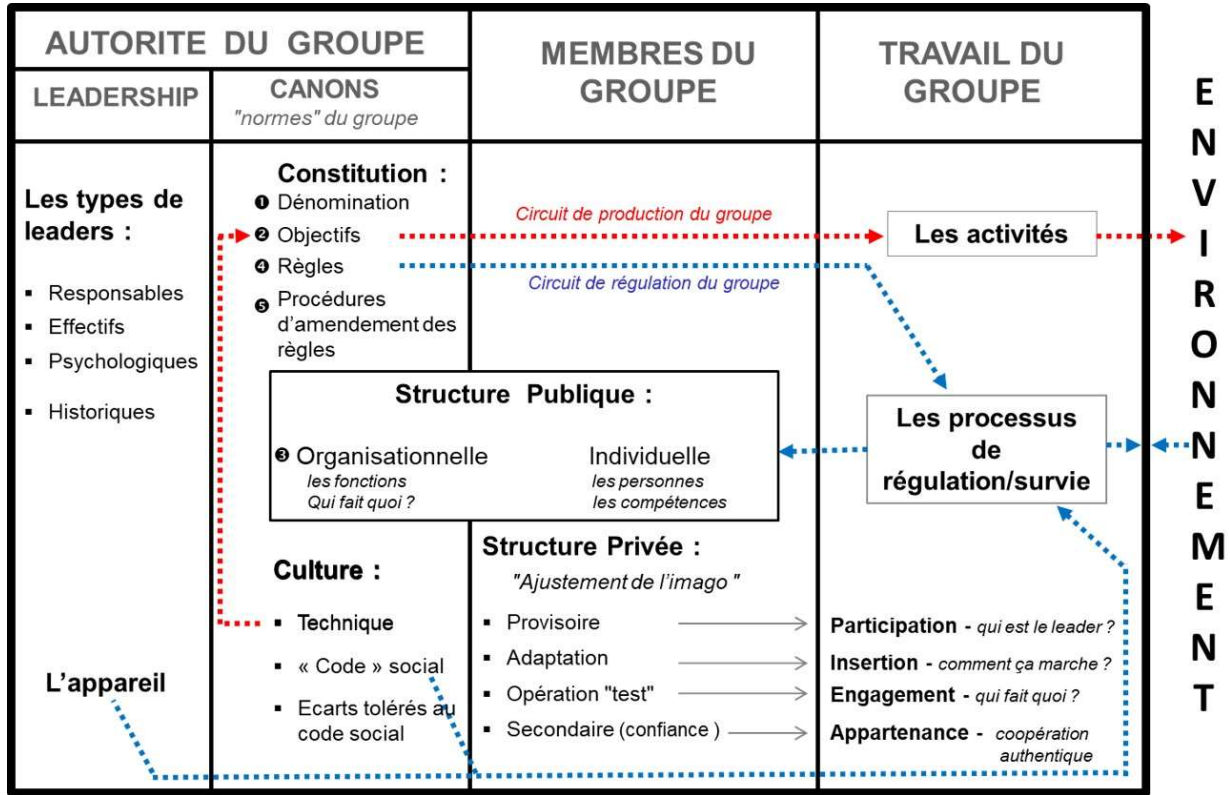 AUTORITE DU GROUPE
LEADERSHIP
CANONS
"normes" du groupe
MEMBRES DU
GROUPE
TRAVAIL DU
GROUPE
Les types de
leaders :
▪ Responsables
▪ Effectifs
▪ Psychologiques
▪ Historiques
L'appareil
Constitution :
❶ Dénomination
❷ Objectifs
❹ Règles
❺ Procédures
d'amendement des
règles
Circuit de production du groupe
Circuit de régulation du groupe
Les activités
Structure Publique :
❸ Organisationnelle
les fonctions
Qui fait quoi ?
Individuelle
les personnes
les compétences
Les processus
de
régulation/survie
Culture :
▪ Technique
▪ « Code » social
▪ Ecarts tolérés au
code social
Structure Privée :
"Ajustement de l'imago "
▪ Provisoire
▪ Adaptation
▪ Opération "test"
▪ Secondaire (confiance )
Participation - qui est le leader ?
Insertion - comment ça marche ?
Engagement - qui fait quoi ?
Appartenance - coopération
authentique
ENVIRONNEMENT